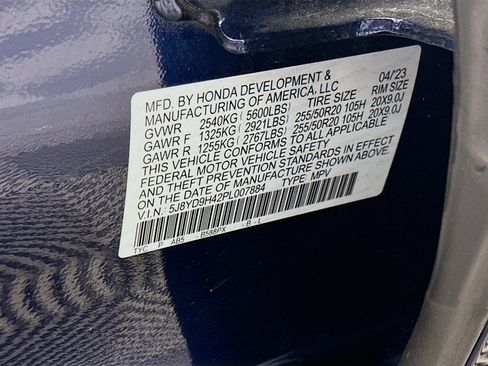 MFD. BY HONDA DEVELOPMENT & 04/23
MANUFACTURING OF AMERICA, LLC. TIRE SIZE RIM SIZE
GVWR 2540KG( 5600LBS)
GAWR F 1325KG( 2921LBS) 255/50R20 105H 20X9.0J
GAWR R 1255KG( 2767LBS) 255/50R20 105H 20X9.0J
THIS VEHICLE CONFORMS TO ALL APPLICABLE
FEDERAL MOTOR VEHICLE SAFETY
AND THEFT PREVENTION STANDARDS IN EFFECT
ON THE DATE OF MANUFACTURE SHOWN ABOVE.
V.I.N.: 5J8YD9H42PL007884 TYPE: MPV
TYC P AB5 - B588PX - B - L